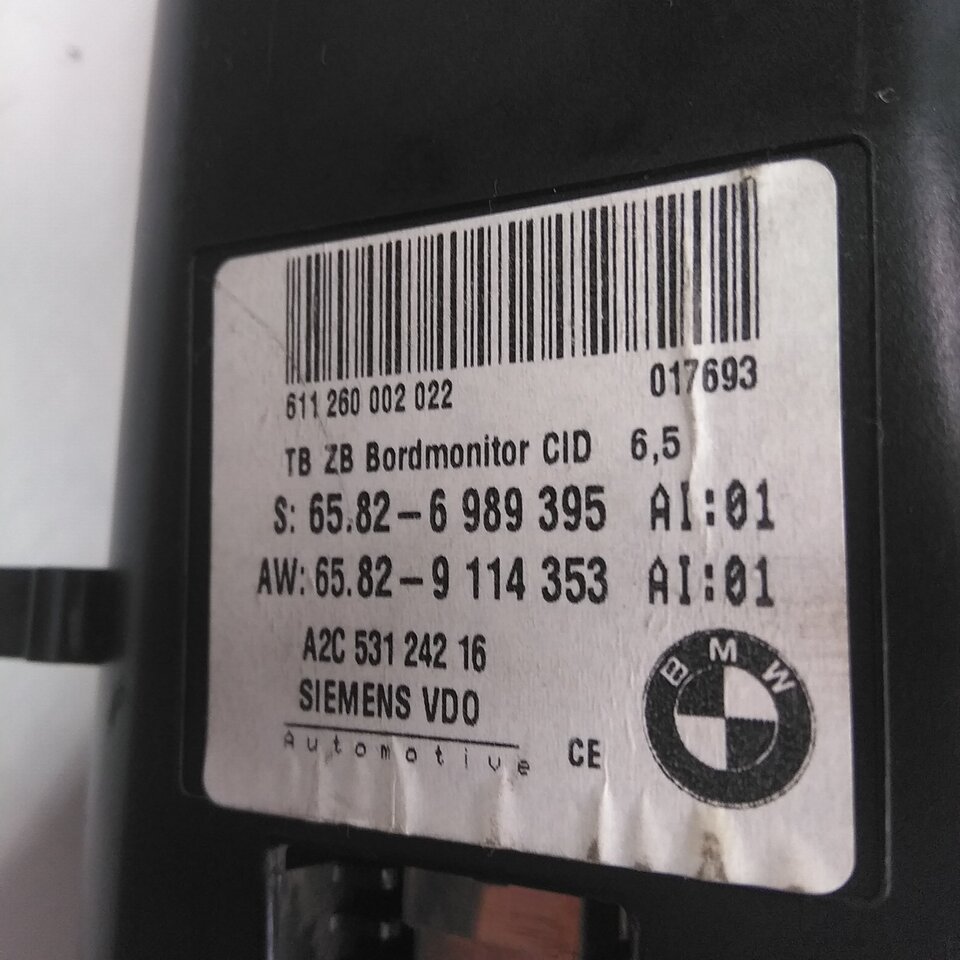 611 260 002 022 017693
TB ZB Bordmonitor CID 6,5
S: 65.82-6 989 395 AI:01
AW: 65.82-9 114 353 AI:01
A2C 531 242 16
SIEMENS VDO
Automotive
CE
BMW